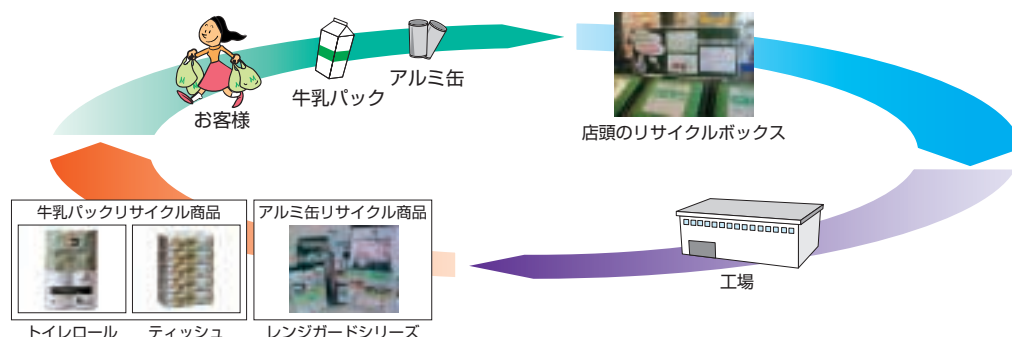 お客様
牛乳パック
アルミ缶
店頭のリサイクルボックス
工場
牛乳パックリサイクル商品
アルミ缶リサイクル商品
トイレロール
ティッシュ
レンジガードシリーズ